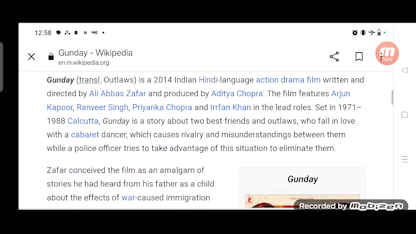 12:58
Gunday - Wikipedia
en.m.wikipedia.org
Gunday (transl. Outlaws) is a 2014 Indian Hindi-language action drama film written and
directed by Ali Abbas Zafar and produced by Aditya Chopra. The film features Arjun
Kapoor, Ranveer Singh, Priyanka Chopra and Irrfan Khan in the lead roles. Set in 1971–
1988 Calcutta, Gunday is a story about two best friends and outlaws, who fall in love
with a cabaret dancer, which causes rivalry and misunderstandings between them
while a police officer tries to take advantage of this situation to eliminate them.
Zafar conceived the film as an amalgam of
stories he had heard from his father as a child
about the effects of war-caused immigration
Gunday
Recorded by Mobizen